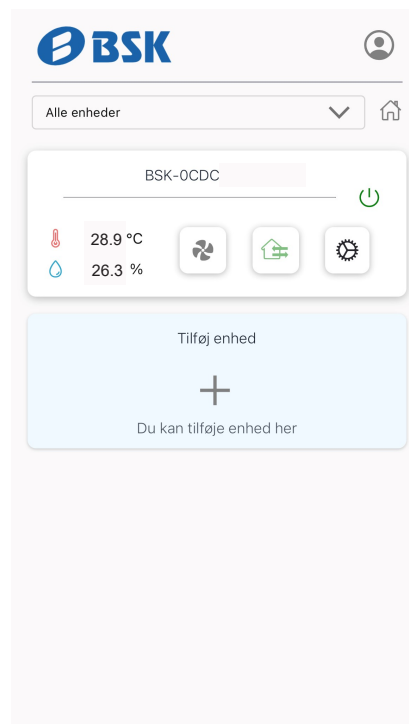 BSK
Alle enheder
BSK-0CDC
28.9 °C
26.3 %
Tilføj enhed
Du kan tilføje enhed her